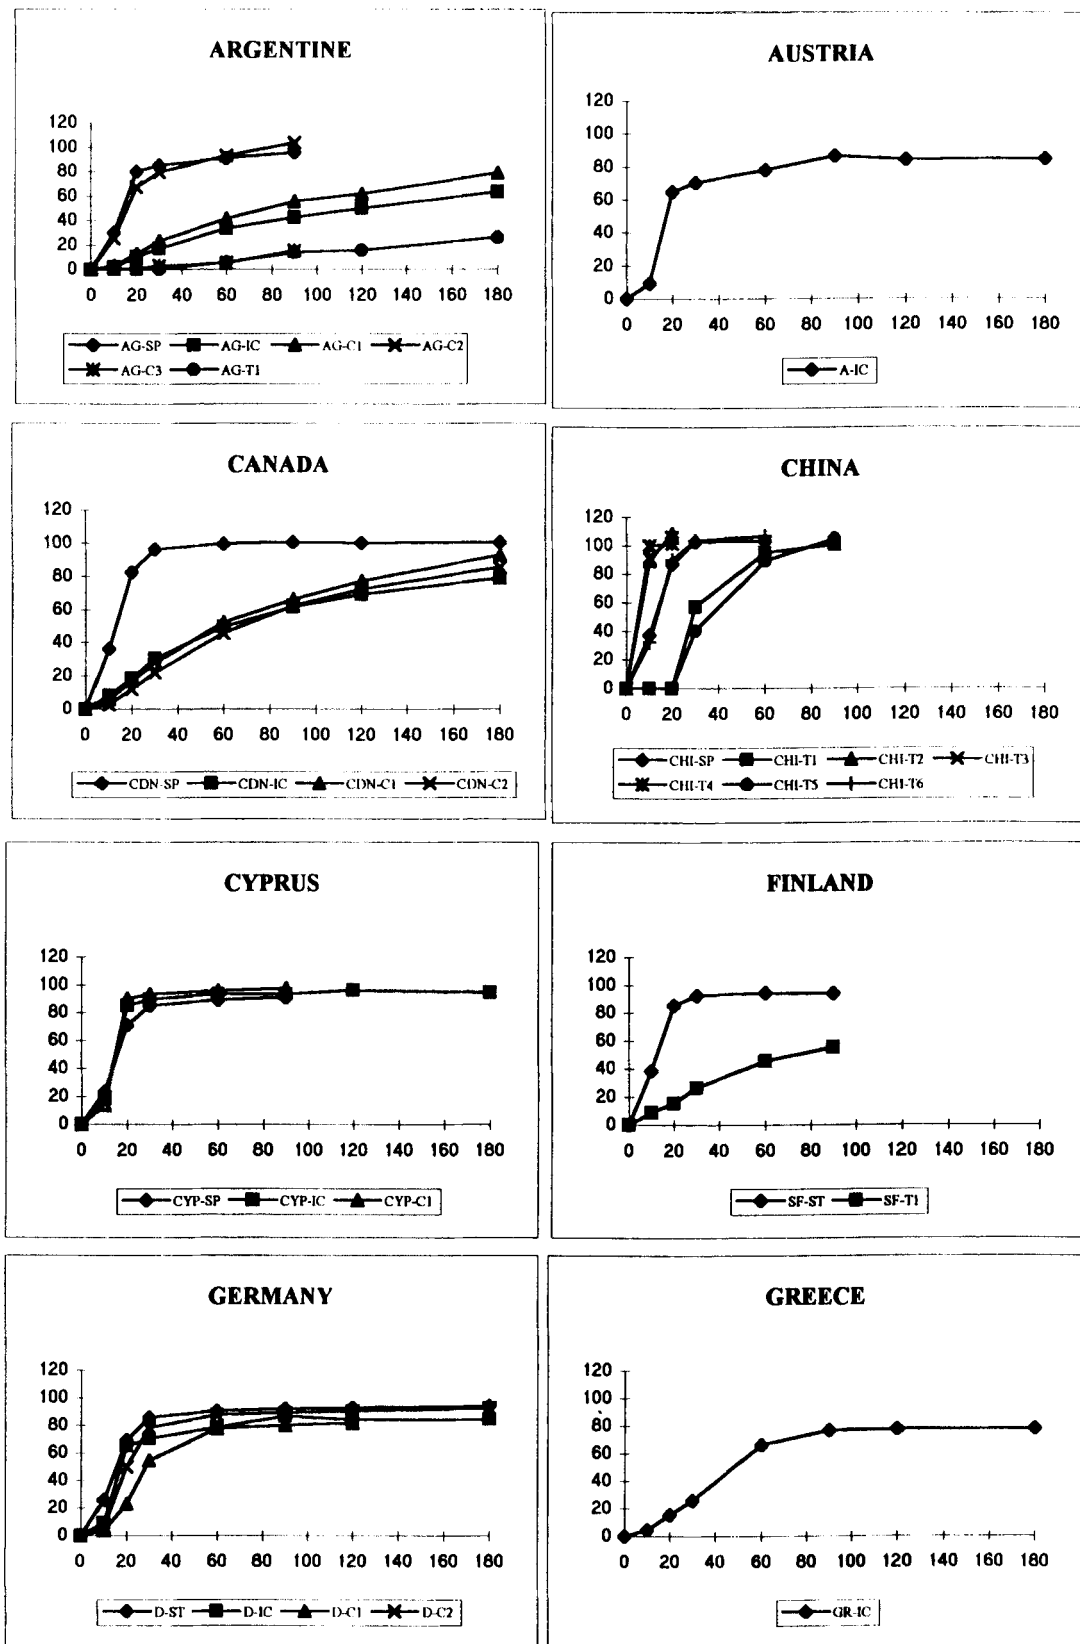 ARGENTINE
120
100
80
60
40
20
0
0 20 40 60 80 100 120 140 160 180
AG-SP AG-IC AG-C1 AG-C2
AG-C3 AG-T1
AUSTRIA
120
100
80
60
40
20
0
0 20 40 60 80 100 120 140 160 180
A-IC
CANADA
120
100
80
60
40
20
0
0 20 40 60 80 100 120 140 160 180
CDN-SP CDN-IC CDN-C1 CDN-C2
CHINA
120
100
80
60
40
20
0
0 20 40 60 80 100 120 140 160 180
CHI-SP CHI-T1 CHI-T2 CHI-T3
CHI-T4 CHI-T5 CHI-T6
CYPRUS
120
100
80
60
40
20
0
0 20 40 60 80 100 120 140 160 180
CYP-SP CYP-IC CYP-C1
FINLAND
120
100
80
60
40
20
0
0 20 40 60 80 100 120 140 160 180
SF-ST SF-T1
GERMANY
120
100
80
60
40
20
0
0 20 40 60 80 100 120 140 160 180
D-ST D-IC D-C1 D-C2
GREECE
120
100
80
60
40
20
0
0 20 40 60 80 100 120 140 160 180
GR-IC